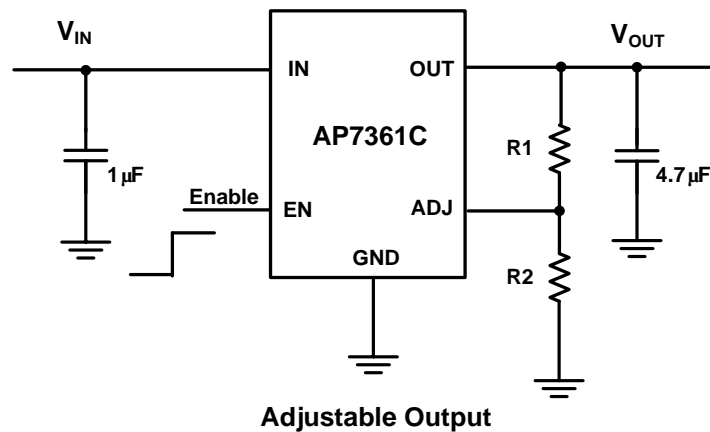 VIN
VOUT
IN
OUT
AP7361C
R1
1μF
4.7μF
Enable
EN
ADJ
GND
R2
Adjustable Output